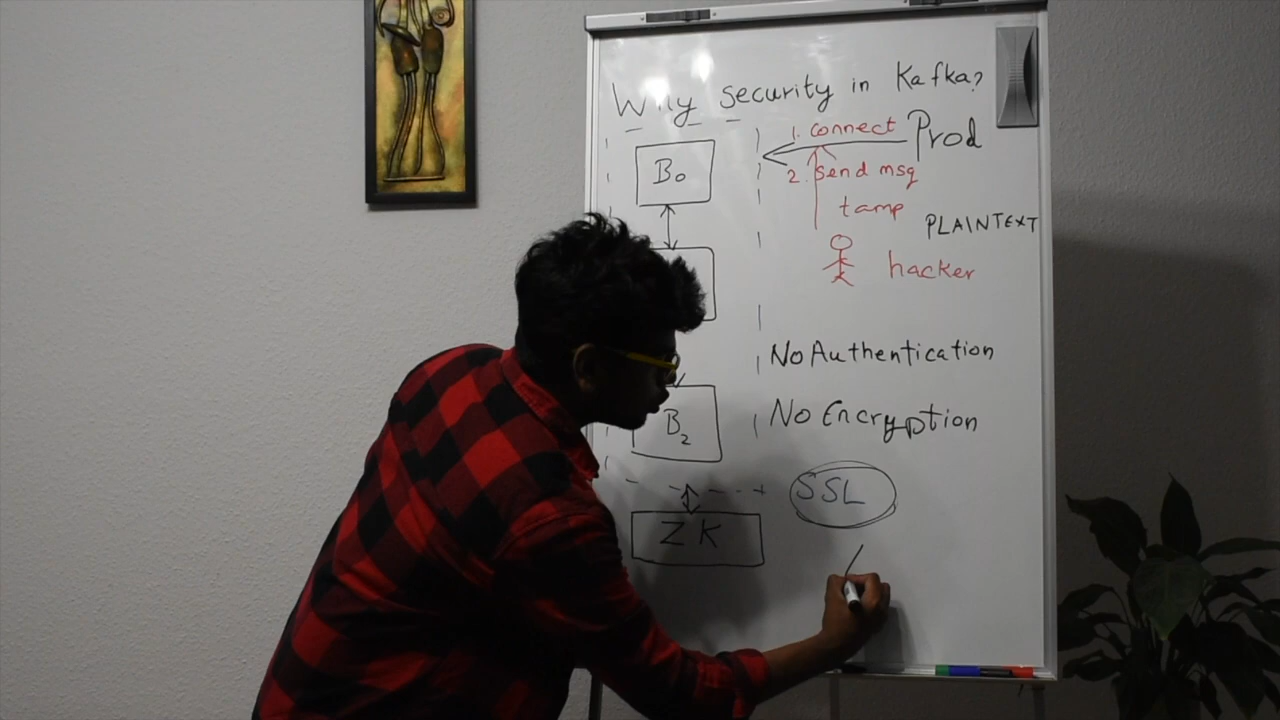 Why security in Kafka?
1. connect
Prod
B0
2. Send msg
tamp
PLAINTEXT
hacker
No Authentication
No Encryption
B2
SSL
ZK